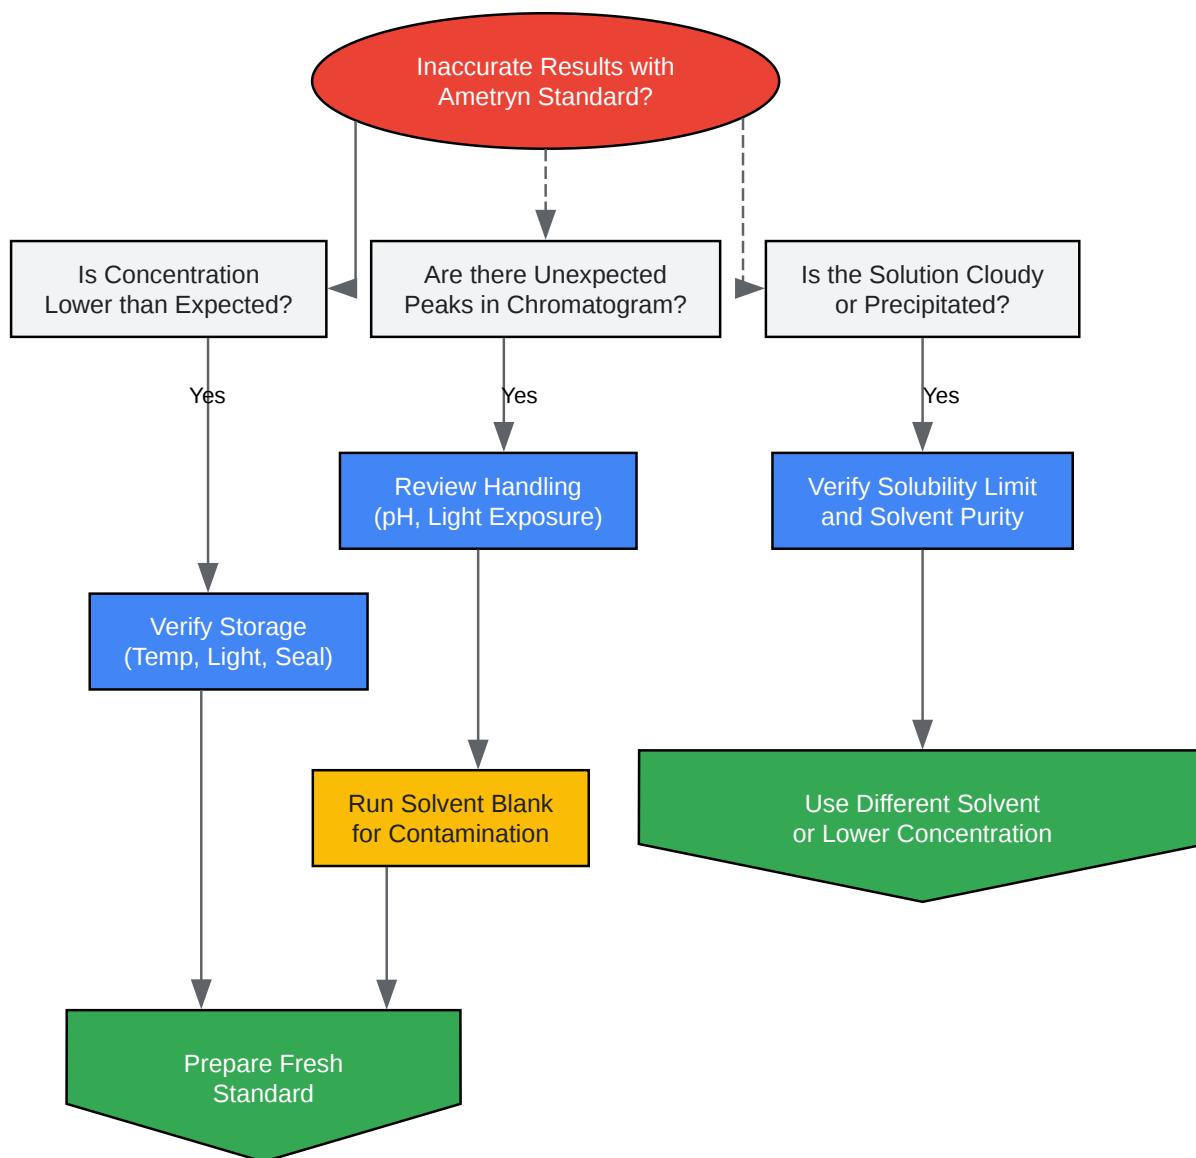 Inaccurate Results with
Ametryn Standard?
Is Concentration
Lower than Expected?
Are there Unexpected
Peaks in Chromatogram?
Is the Solution Cloudy
or Precipitated?
Yes
Yes
Yes
Review Handling
(pH, Light Exposure)
Verify Solubility Limit
and Solvent Purity
Verify Storage
(Temp, Light, Seal)
Run Solvent Blank
for Contamination
Use Different Solvent
or Lower Concentration
Prepare Fresh
Standard